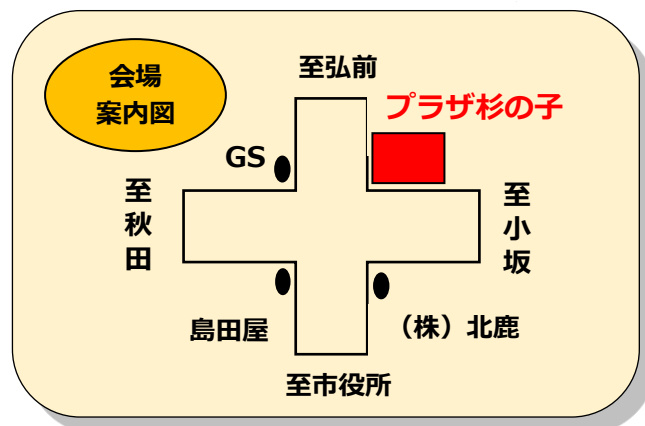 会場
案内図
至弘前
プラザ杉の子
GS
至秋田
至小坂
島田屋
（株）北鹿
至市役所